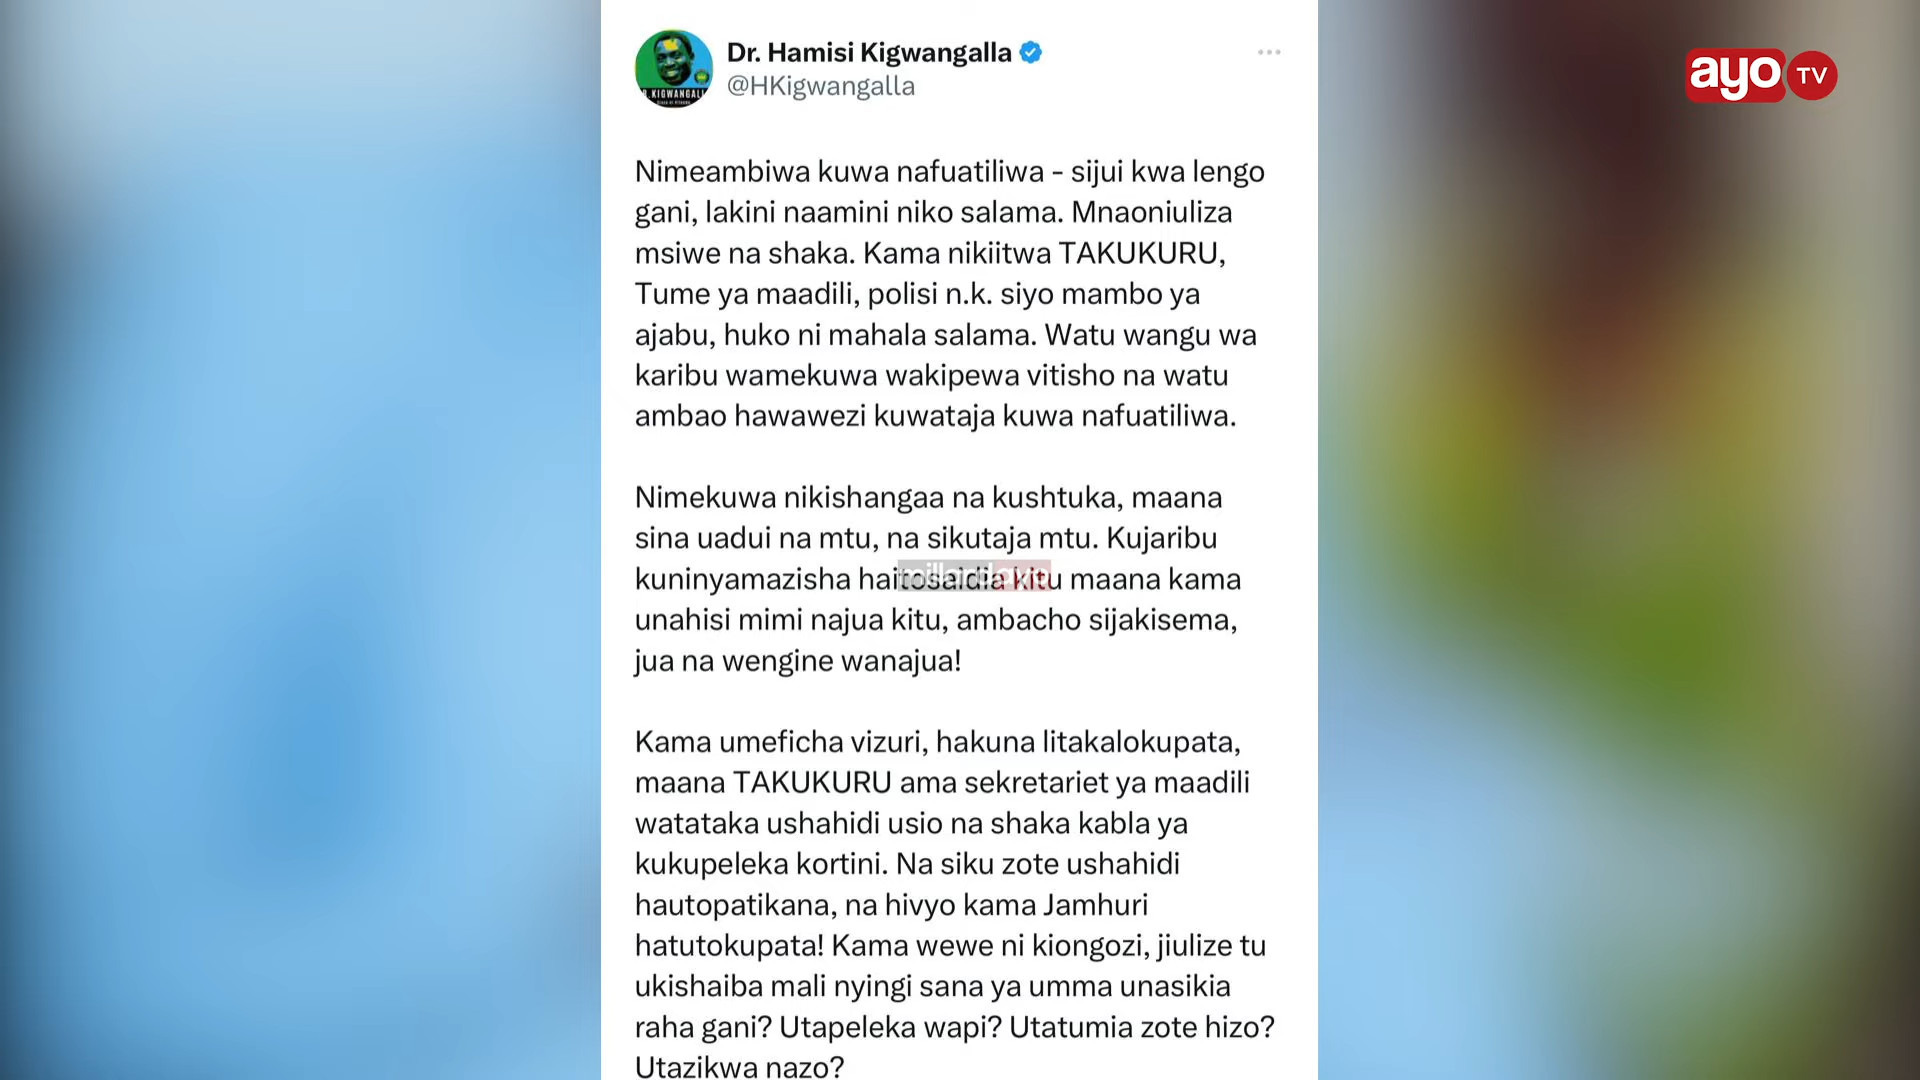 Dr. Hamisi Kigwangalla
@HKigwangalla
ayo TV
Nimeambiwa kuwa nafuatiliwa - sijui kwa lengo
gani, lakini naamini niko salama. Mnaoniuliza
msiwe na shaka. Kama nikiitwa TAKUKURU,
Tume ya maadili, polisi n.k. siyo mambo ya
ajabu, huko ni mahala salama. Watu wangu wa
karibu wamekuwa wakipewa vitisho na watu
ambao hawawezi kuwataja kuwa nafuatiliwa.
Nimekuwa nikishangaa na kushtuka, maana
sina uadui na mtu, na sikutaja mtu. Kujaribu
kuninyamazisha haitosaidia kitu maana kama
millardayo
unahisi mimi najua kitu, ambacho sijakisema,
jua na wengine wanajua!
Kama umeficha vizuri, hakuna litakalokupata,
maana TAKUKURU ama sekretariet ya maadili
watataka ushahidi usio na shaka kabla ya
kukupeleka kortini. Na siku zote ushahidi
hautopatikana, na hivyo kama Jamhuri
hatutokupata! Kama wewe ni kiongozi, jiulize tu
ukishaiba mali nyingi sana ya umma unasikia
raha gani? Utapeleka wapi? Utatumia zote hizo?
Utazikwa nazo?